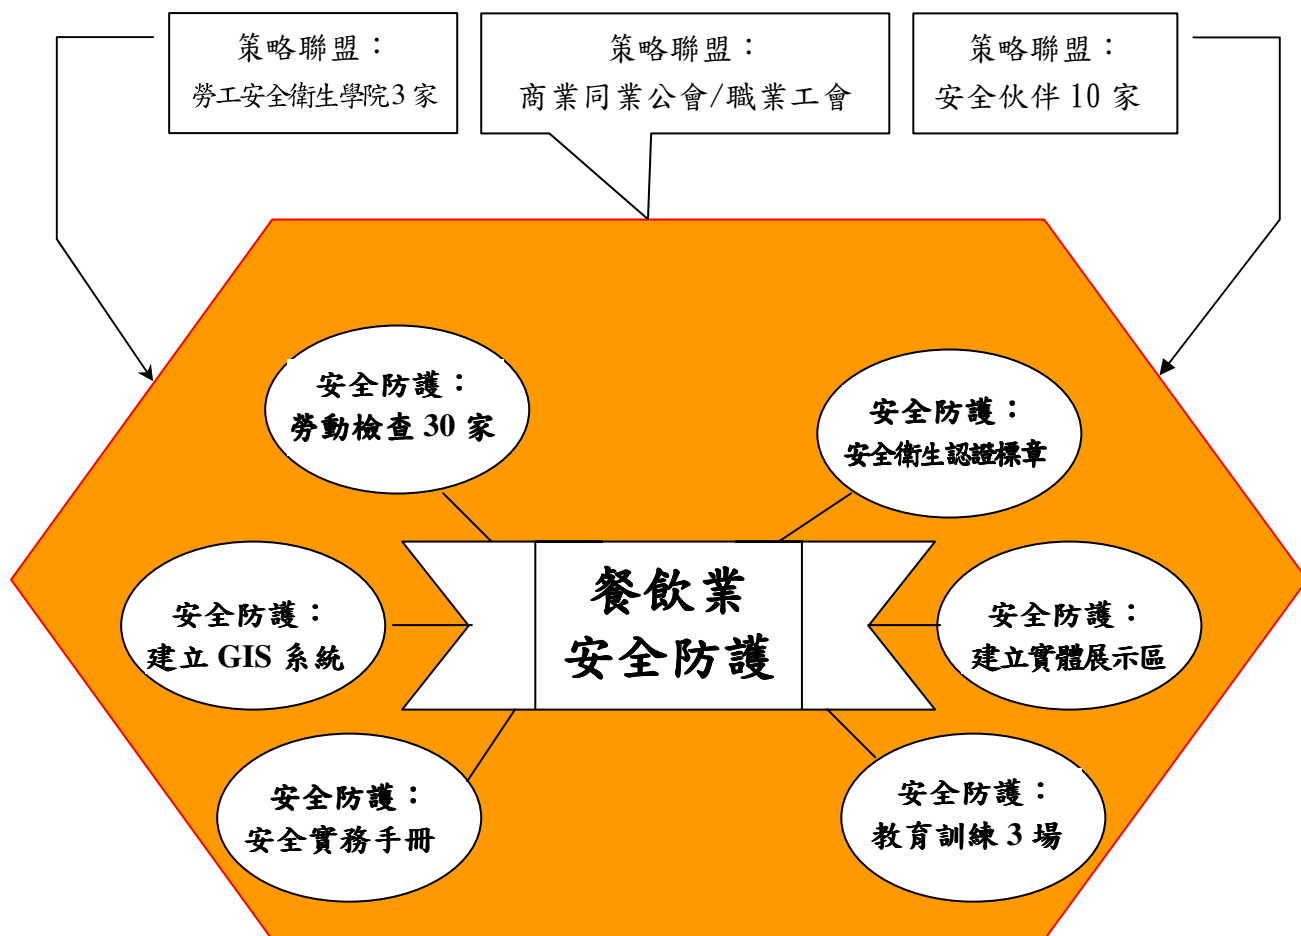 策略聯盟：
勞工安全衛生學院3 家
策略聯盟：
商業同業公會/職業工會
策略聯盟：
安全伙伴 10 家
安全防護：
勞動檢查 30 家
安全防護：
安全衛生認證標章
餐飲業
安全防護
安全防護：
建立 GIS 系統
安全防護：
建立實體展示區
安全防護：
安全實務手冊
安全防護：
教育訓練 3 場